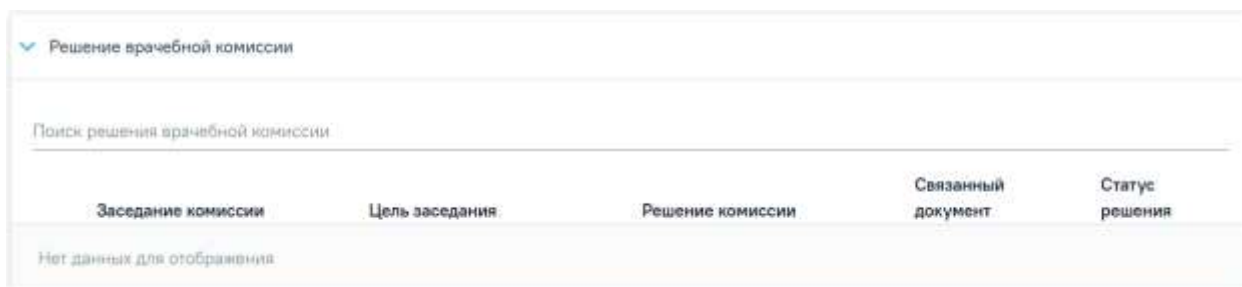 Решение врачебной комиссии
Поиск решения врачебной комиссии
Связанный Статус
Заседание комиссии Цель заседания Решение комиссии документ решения
Нет данных для отображения